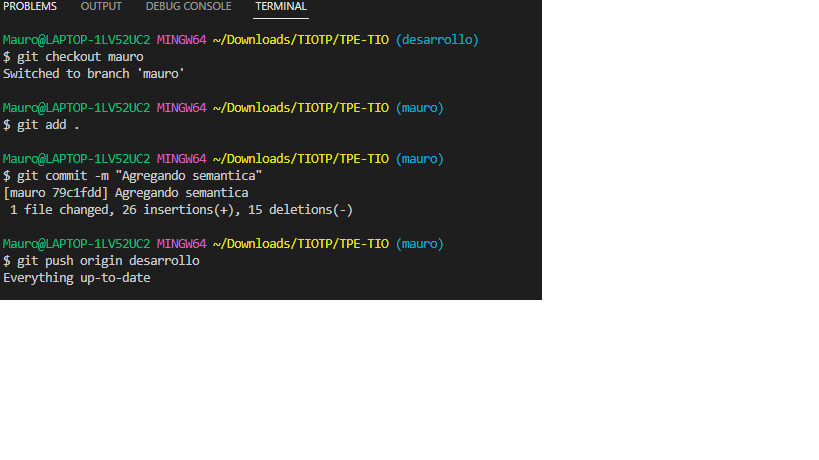 PROBLEMS OUTPUT DEBUG CONSOLE TERMINAL
Mauro@LAPTOP-1LV52UC2 MINGW64 ~/Downloads/TIOTP/TPE-TIO (desarrollo)
$ git checkout mauro
Switched to branch 'mauro'
Mauro@LAPTOP-1LV52UC2 MINGW64 ~/Downloads/TIOTP/TPE-TIO (mauro)
$ git add .
Mauro@LAPTOP-1LV52UC2 MINGW64 ~/Downloads/TIOTP/TPE-TIO (mauro)
$ git commit -m "Agregando semantica"
[mauro 79c1fdd] Agregando semantica
1 file changed, 26 insertions(+), 15 deletions(-)
Mauro@LAPTOP-1LV52UC2 MINGW64 ~/Downloads/TIOTP/TPE-TIO (mauro)
$ git push origin desarrollo
Everything up-to-date